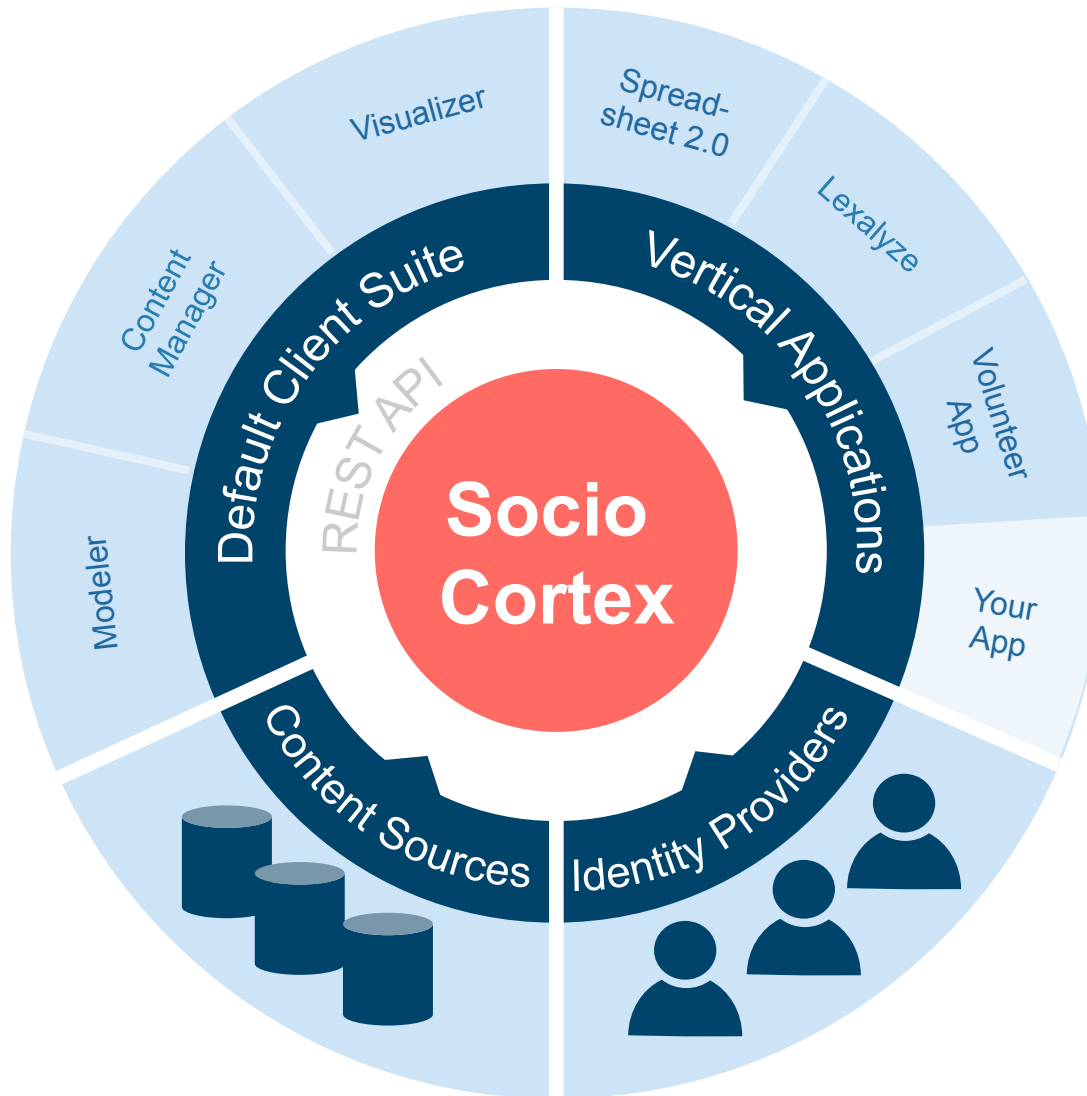 Visualizer
Spread-
sheet 2.0
Lexalyze
Content
Manager
Volunteer
App
Modeler
Your
App
Default Client Suite
Vertical Applications
REST API
Socio
Cortex
Content Sources
Identity Providers